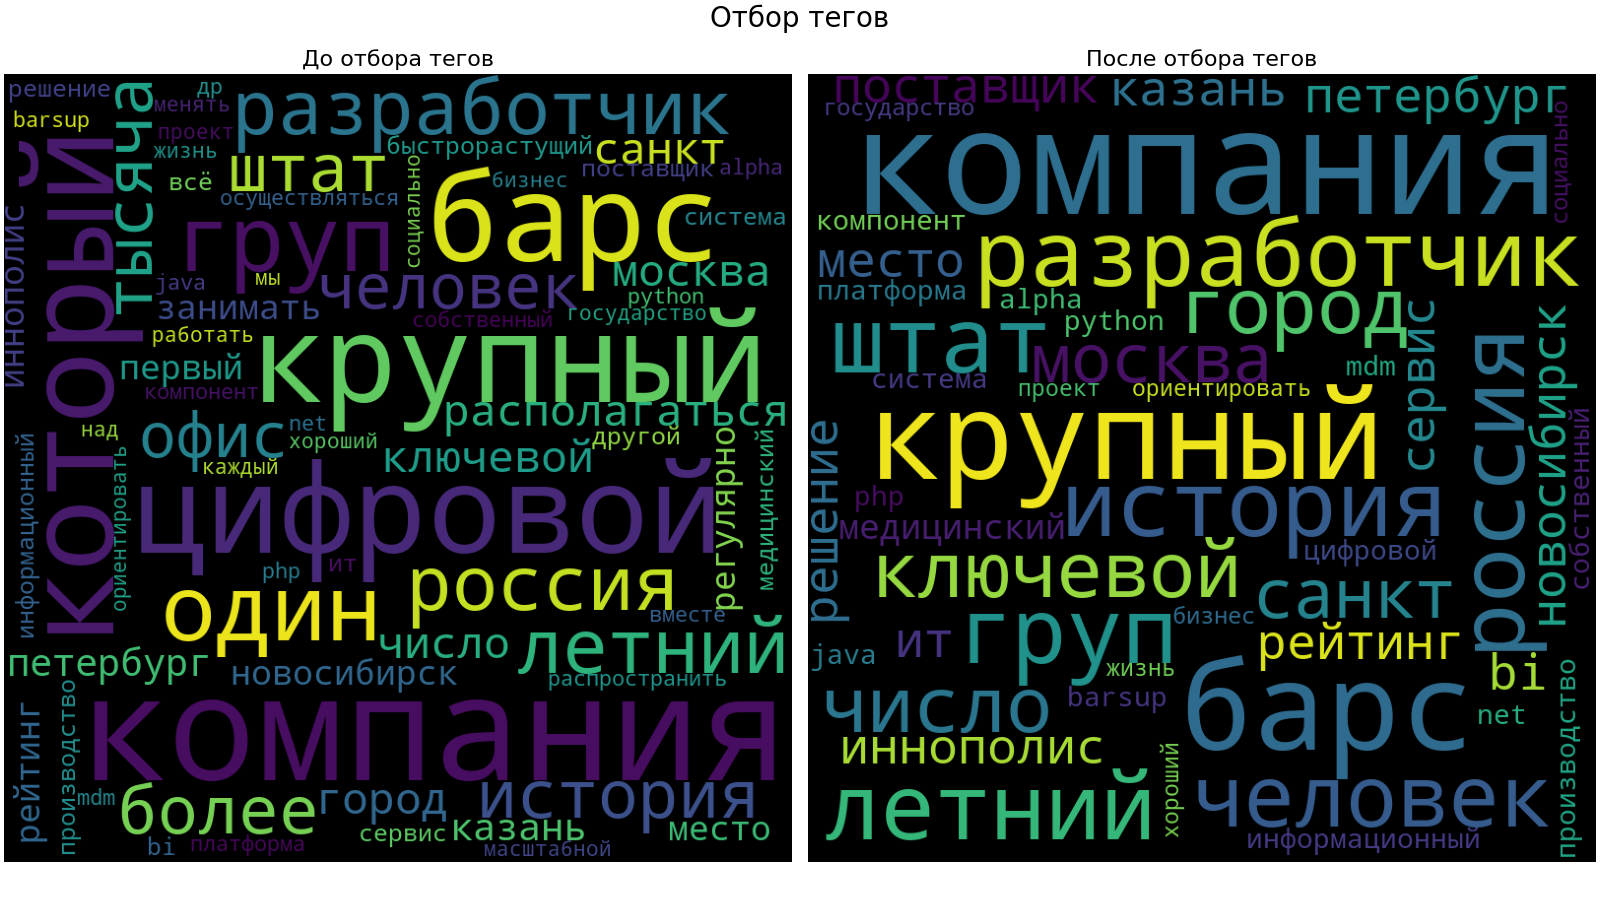 Отбор тегов
До отбора тегов
решение
др
менять
barsup
проект
жизнь
всё
тысяча
разработчик
быстрорастущий
санкт
штат
поставщик
alpha
бизнес
осуществляться
социально
барс
система
груп
который
иннополис
java
мы
человек
москва
python
занимать
собственный
государство
работать
первый
крупный
компонент
располагаться
над
офис
net
хороший
другой
каждый
ключевой
регулярно
медицинский
информационный
ориентировать
цифровой
php
ит
россия
один
вместе
число
летний
петербург
новосибирск
распространить
рейтинг
производство
компания
mdm
более
город
история
сервис
казань
место
bi
платформа
масштабной
После отбора тегов
поставщик
казань
петербург
государство
социально
компания
компонент
разработчик
место
платформа
alpha
город
python
штат
москва
сервис
россия
новосибирск
mdm
система
проект
ориентировать
крупный
собственный
решение
php
история
медицинский
цифровой
ключевой
санкт
груп
бизнес
ит
рейтинг
java
жизнь
bi
число
barsup
барс
net
производство
иннополис
хороший
летний
человек
информационный